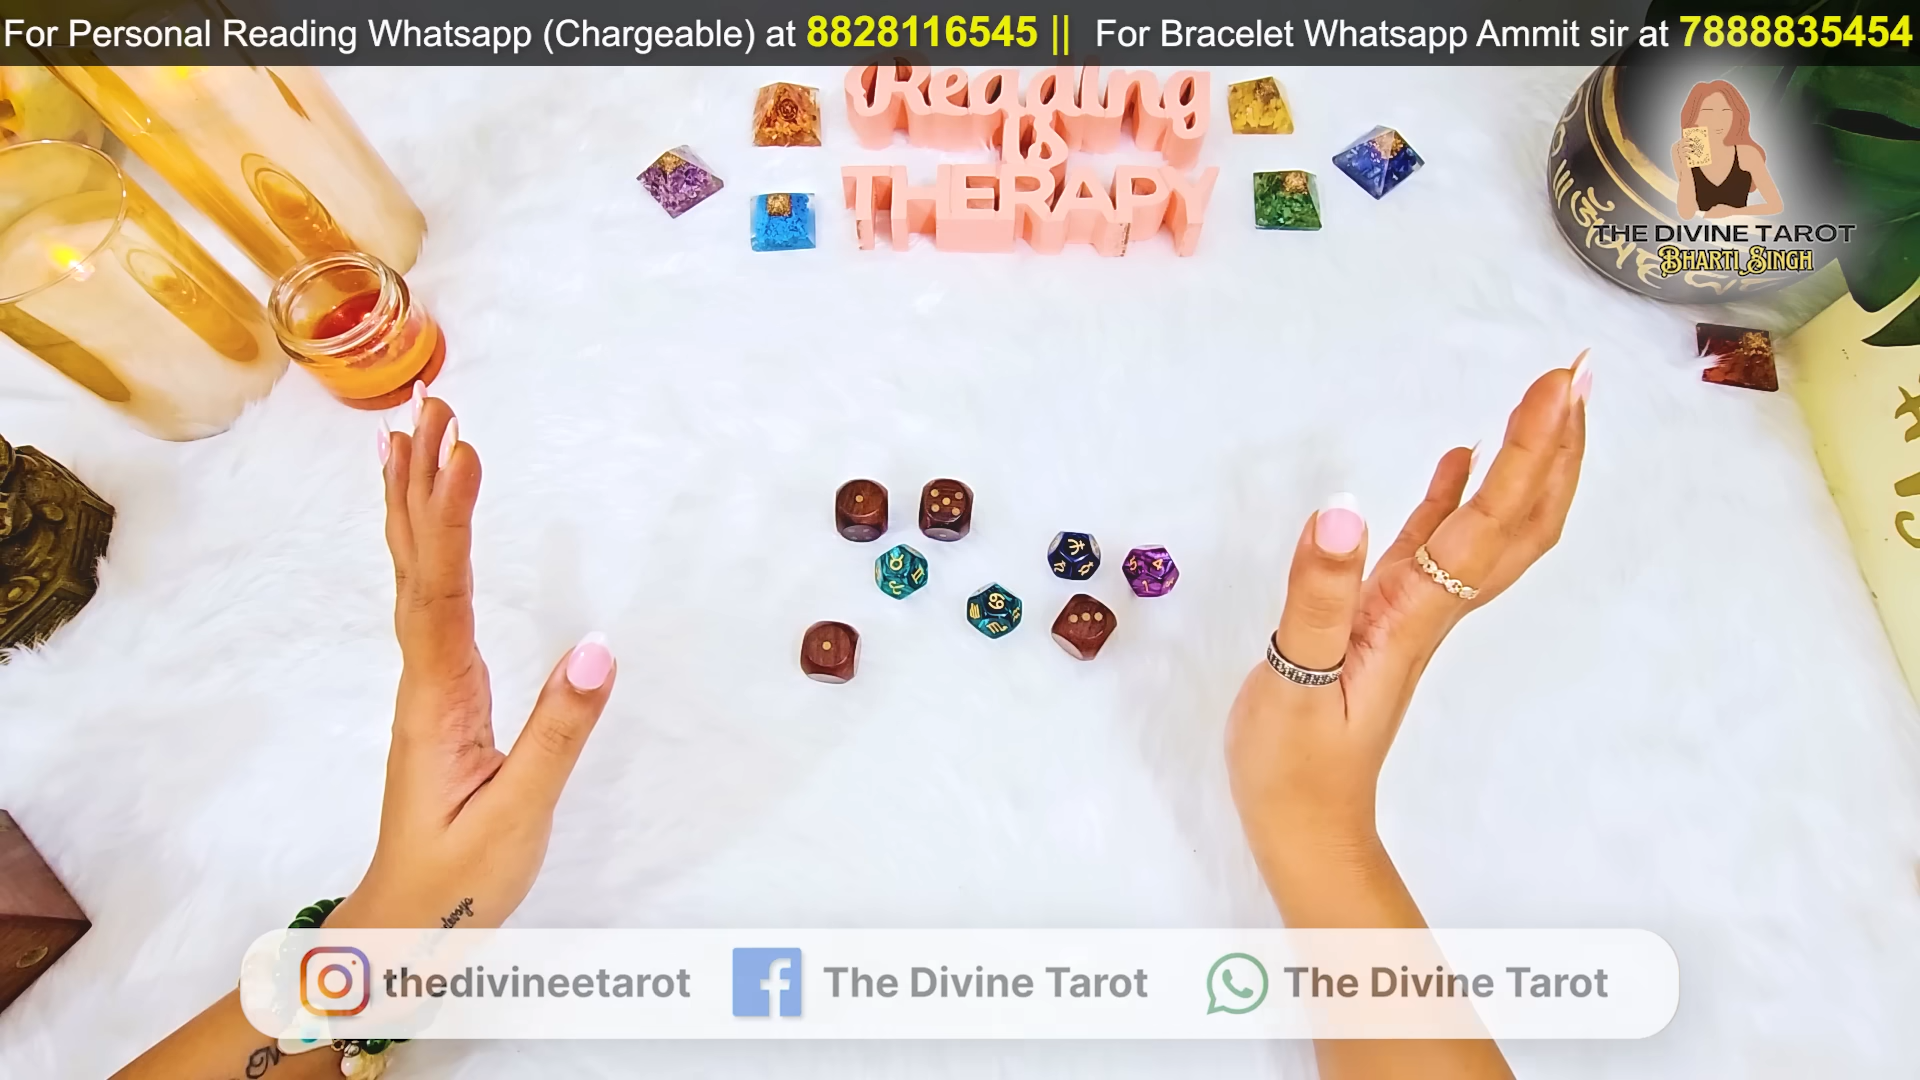 For Personal Reading Whatsapp (Chargeable) at 8828116545 || For Bracelet Whatsapp Ammit sir at 7888835454
Reading
is
THERAPY
THE DIVINE TAROT
BHARTI SINGH
thedivineetarot
The Divine Tarot
The Divine Tarot